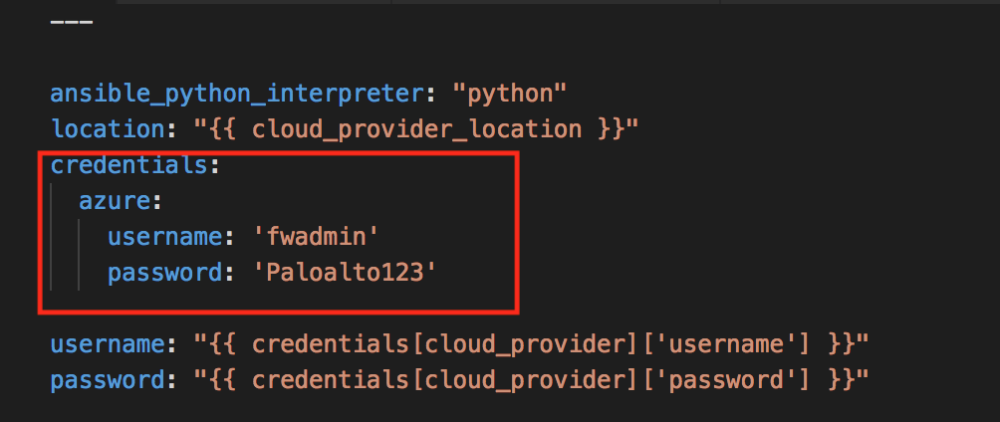 ---
ansible_python_interpreter: "python"
location: "{{ cloud_provider_location }}"
credentials:
  azure:
    username: 'fwadmin'
    password: 'Paloalto123'
username: "{{ credentials[cloud_provider]['username'] }}"
password: "{{ credentials[cloud_provider]['password'] }}"